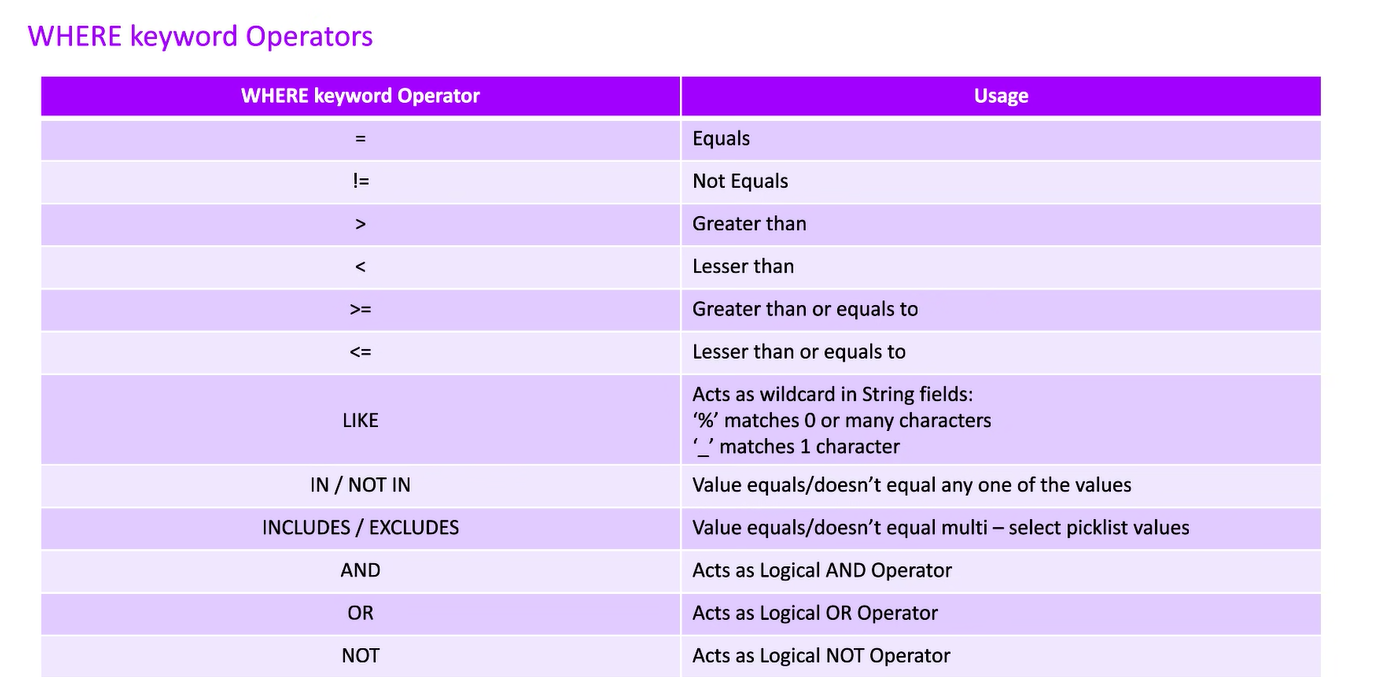 WHERE keyword Operators
WHERE keyword Operator Usage
= Equals
!= Not Equals
> Greater than
< Lesser than
>= Greater than or equals to
<= Lesser than or equals to
LIKE Acts as wildcard in String fields:
‘%’ matches 0 or many characters
‘_’ matches 1 character
IN / NOT IN Value equals/doesn’t equal any one of the values
INCLUDES / EXCLUDES Value equals/doesn’t equal multi – select picklist values
AND Acts as Logical AND Operator
OR Acts as Logical OR Operator
NOT Acts as Logical NOT Operator